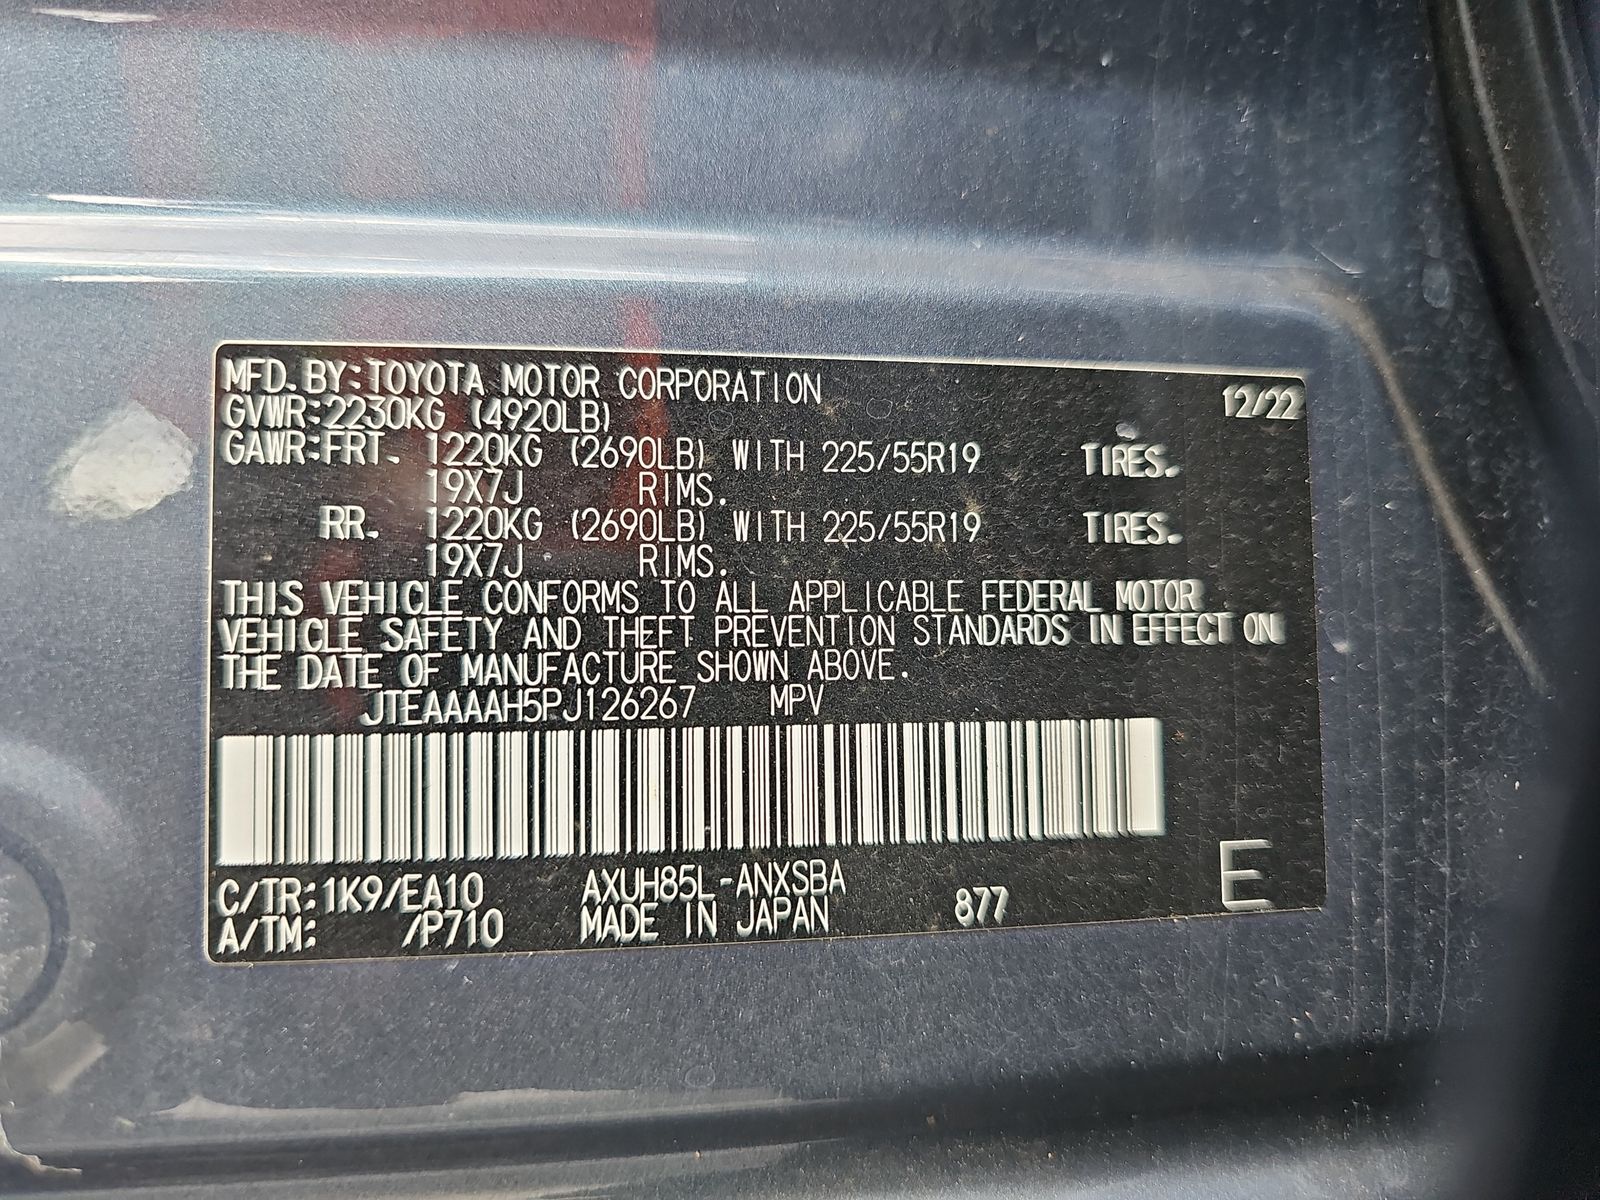 MFD. BY: TOYOTA MOTOR CORPORATION 12/22
GVWR: 2230KG (4920LB)
GAWR: FRT. 1220KG (2690LB) WITH 225/55R19 TIRES.
19X7J RIMS.
RR. 1220KG (2690LB) WITH 225/55R19 TIRES.
19X7J RIMS.
THIS VEHICLE CONFORMS TO ALL APPLICABLE FEDERAL MOTOR
VEHICLE SAFETY AND THEFT PREVENTION STANDARDS IN EFFECT ON
THE DATE OF MANUFACTURE SHOWN ABOVE.
JTEAAAAH5PJ126267 MPV
C/TR: 1K9/EA10 AXUH85L-ANXSBA
A/TM: /P710 MADE IN JAPAN 877 E